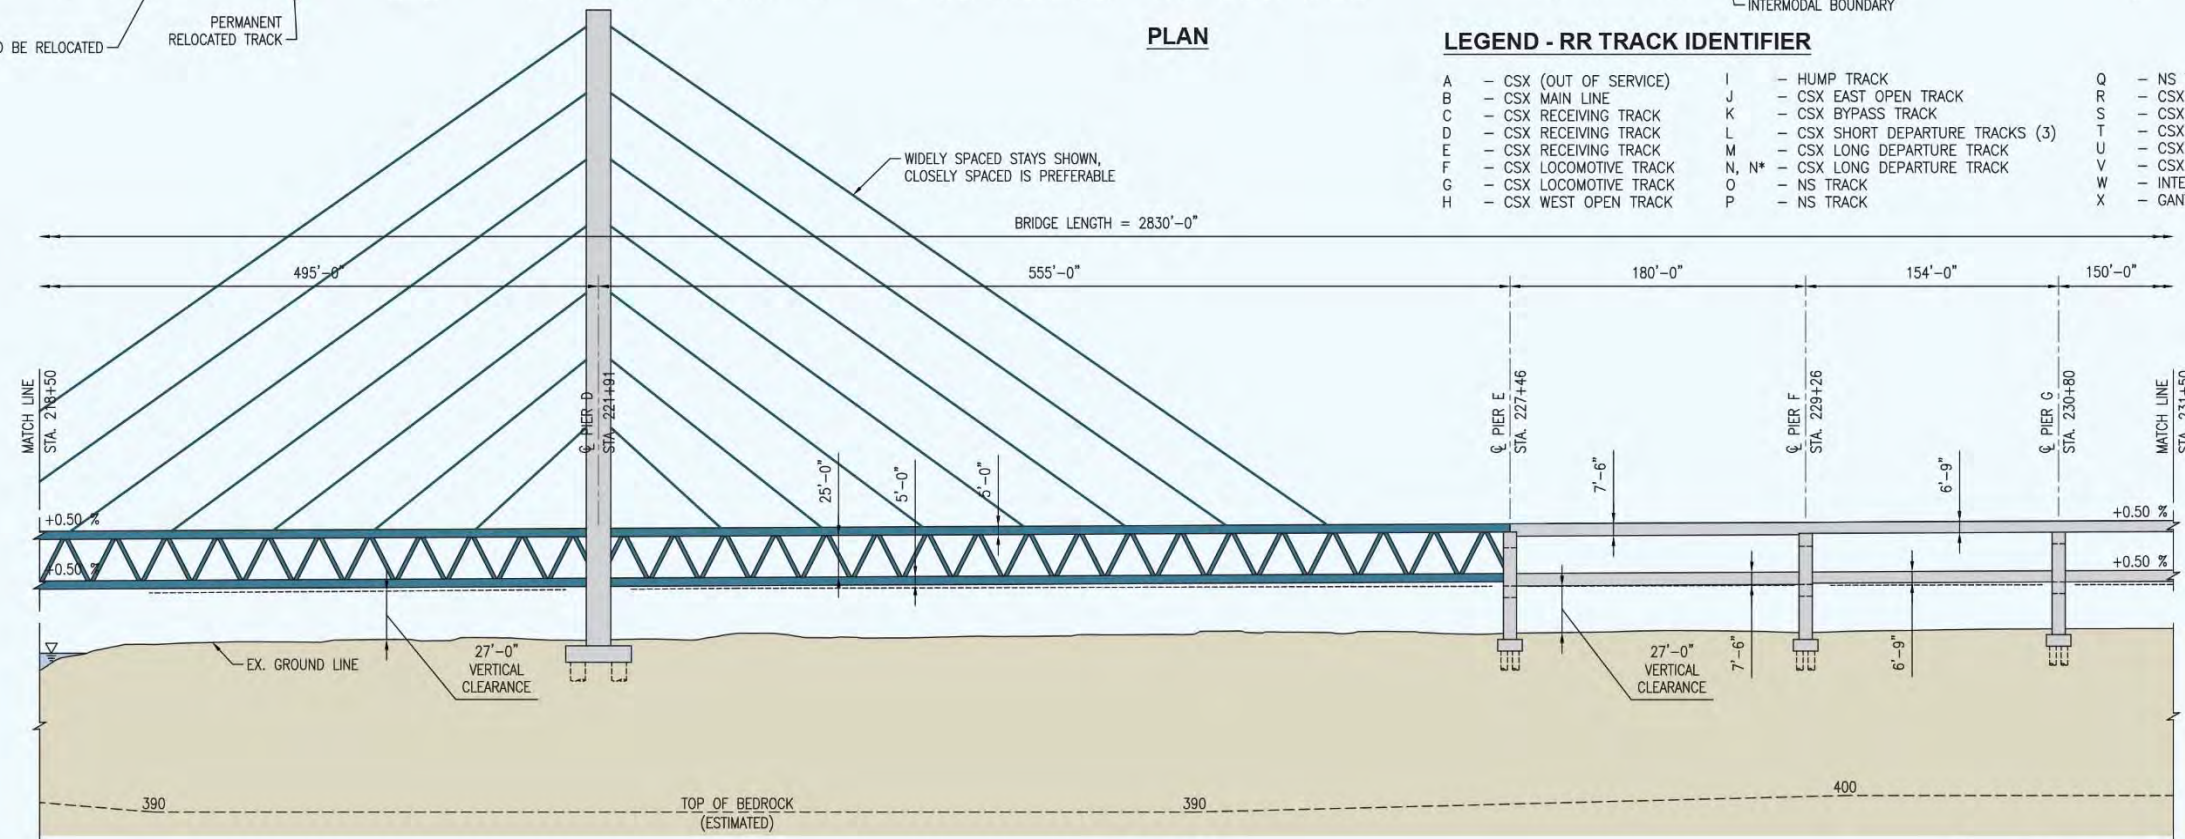 PERMANENT
RELOCATED TRACK
BE RELOCATED
PLAN
INTERMODAL BOUNDARY
LEGEND - RR TRACK IDENTIFIER
A - CSX (OUT OF SERVICE)
B - CSX MAIN LINE
C - CSX RECEIVING TRACK
D - CSX RECEIVING TRACK
E - CSX RECEIVING TRACK
F - CSX LOCOMOTIVE TRACK
G - CSX LOCOMOTIVE TRACK
H - CSX WEST OPEN TRACK
I - HUMP TRACK
J - CSX EAST OPEN TRACK
K - CSX BYPASS TRACK
L - CSX SHORT DEPARTURE TRACKS (3)
M - CSX LONG DEPARTURE TRACK
N, N* - CSX LONG DEPARTURE TRACK
O - NS TRACK
P - NS TRACK
Q - NS
R - CSX
S - CSX
T - CSX
U - CSX
V - CSX
W - INTE
X - GAN
WIDELY SPACED STAYS SHOWN,
CLOSELY SPACED IS PREFERABLE
BRIDGE LENGTH = 2830'-0"
495'-0"
555'-0"
180'-0"
154'-0"
150'-0"
MATCH LINE
STA. 218+50
℄ PIER D
STA. 221+91
℄ PIER E
STA. 227+46
℄ PIER F
STA. 229+26
℄ PIER G
STA. 230+80
MATCH LINE
STA. 231+50
25'-0"
5'-0"
5'-0"
7'-6"
6'-9"
+0.50 %
+0.50 %
+0.50 %
+0.50 %
EX. GROUND LINE
27'-0"
VERTICAL
CLEARANCE
27'-0"
VERTICAL
CLEARANCE
7'-6"
6'-9"
390
TOP OF BEDROCK
(ESTIMATED)
390
400